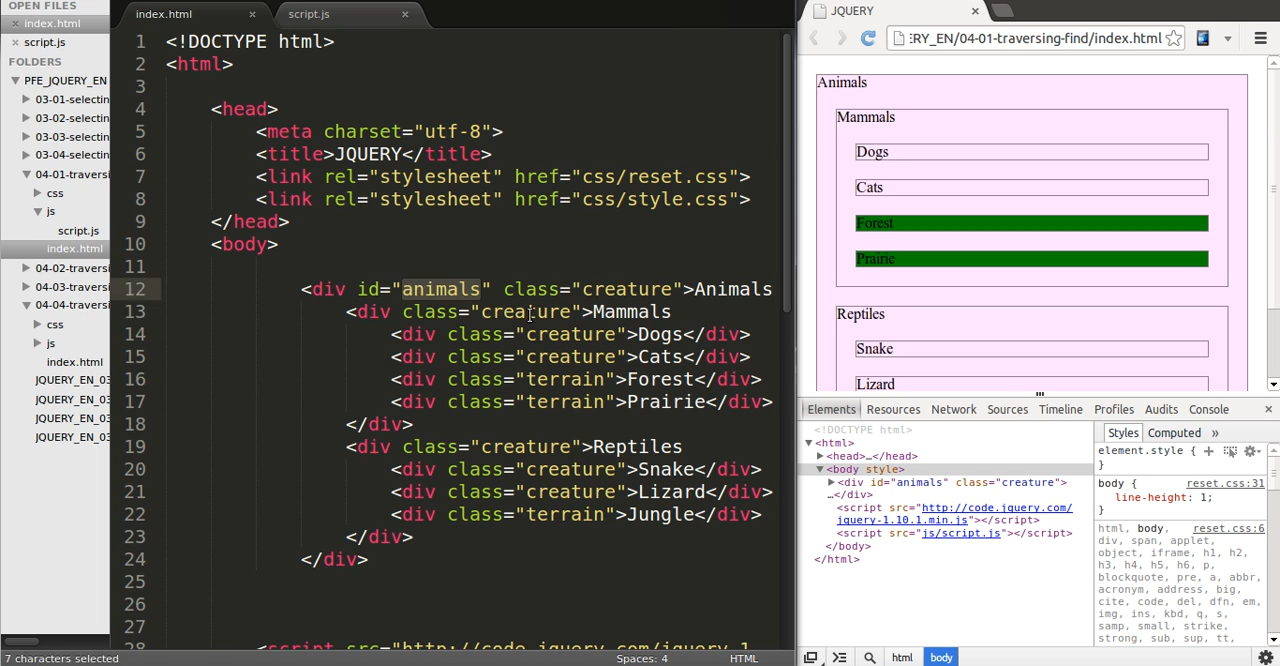 OPEN FILES
index.html
script.js
FOLDERS
PFE_JQUERY_EN
03-01-selectin
03-02-selectin
03-03-selectin
03-04-selectin
04-01-traversi
css
js
script.js
index.html
04-02-traversi
04-03-traversi
04-04-traversi
css
js
index.html
JQUERY_EN_03
JQUERY_EN_03
JQUERY_EN_03
JQUERY_EN_03
index.html × script.js ×
1 <!DOCTYPE html>
2 <html>
3
4 <head>
5 <meta charset="utf-8">
6 <title>JQUERY</title>
7 <link rel="stylesheet" href="css/reset.css">
8 <link rel="stylesheet" href="css/style.css">
9 </head>
10 <body>
11
12 <div id="animals" class="creature">Animals
13 <div class="creature">Mammals
14 <div class="creature">Dogs</div>
15 <div class="creature">Cats</div>
16 <div class="terrain">Forest</div>
17 <div class="terrain">Prairie</div>
18 </div>
19 <div class="creature">Reptiles
20 <div class="creature">Snake</div>
21 <div class="creature">Lizard</div>
22 <div class="terrain">Jungle</div>
23 </div>
24 </div>
25
26
27
28 <script src="http://code.jquery.com/jquery-1
7 characters selected Spaces: 4 HTML
JQUERY ×
:RY_EN/04-01-traversing-find/index.html
Animals
Mammals
Dogs
Cats
Forest
Prairie
Reptiles
Snake
Lizard
Elements Resources Network Sources Timeline Profiles Audits Console ×
<!DOCTYPE html>
<html>
<head>…</head>
<body style>
<div id="animals" class="creature">
…</div>
<script src="http://code.jquery.com/
jquery-1.10.1.min.js"></script>
<script src="js/script.js"></script>
</body>
</html>
Styles Computed »
element.style {
}
body { reset.css:31
line-height: 1;
}
html, body, reset.css:6
div, span, applet,
object, iframe, h1, h2,
h3, h4, h5, h6, p,
blockquote, pre, a, abbr,
acronym, address, big,
cite, code, del, dfn, em,
img, ins, kbd, q, s,
samp, small, strike,
strong, sub, sup, tt,
html body